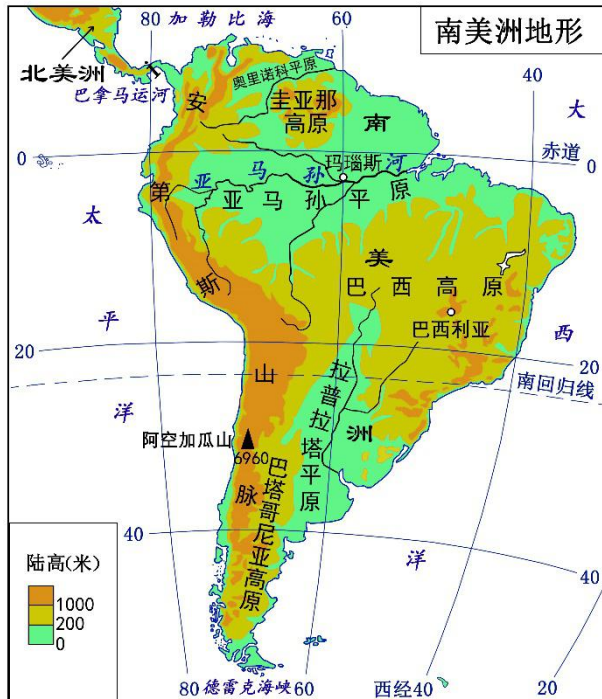 南美洲地形
80
加勒比海
60
40
北美洲
巴拿马运河
奥里诺科平原
圭亚那
高原
大
西
洋
0
赤道
0
玛瑙斯
亚马孙河
亚马孙平原
太
平
洋
南
美
洲
巴西高原
巴西利亚
安
第
斯
山
脉
20
20
南回归线
拉普拉塔平原
阿空加瓜山
6960
巴塔哥尼亚高原
40
40
陆高(米)
1000
200
0
80
德雷克海峡
60
西经40
20